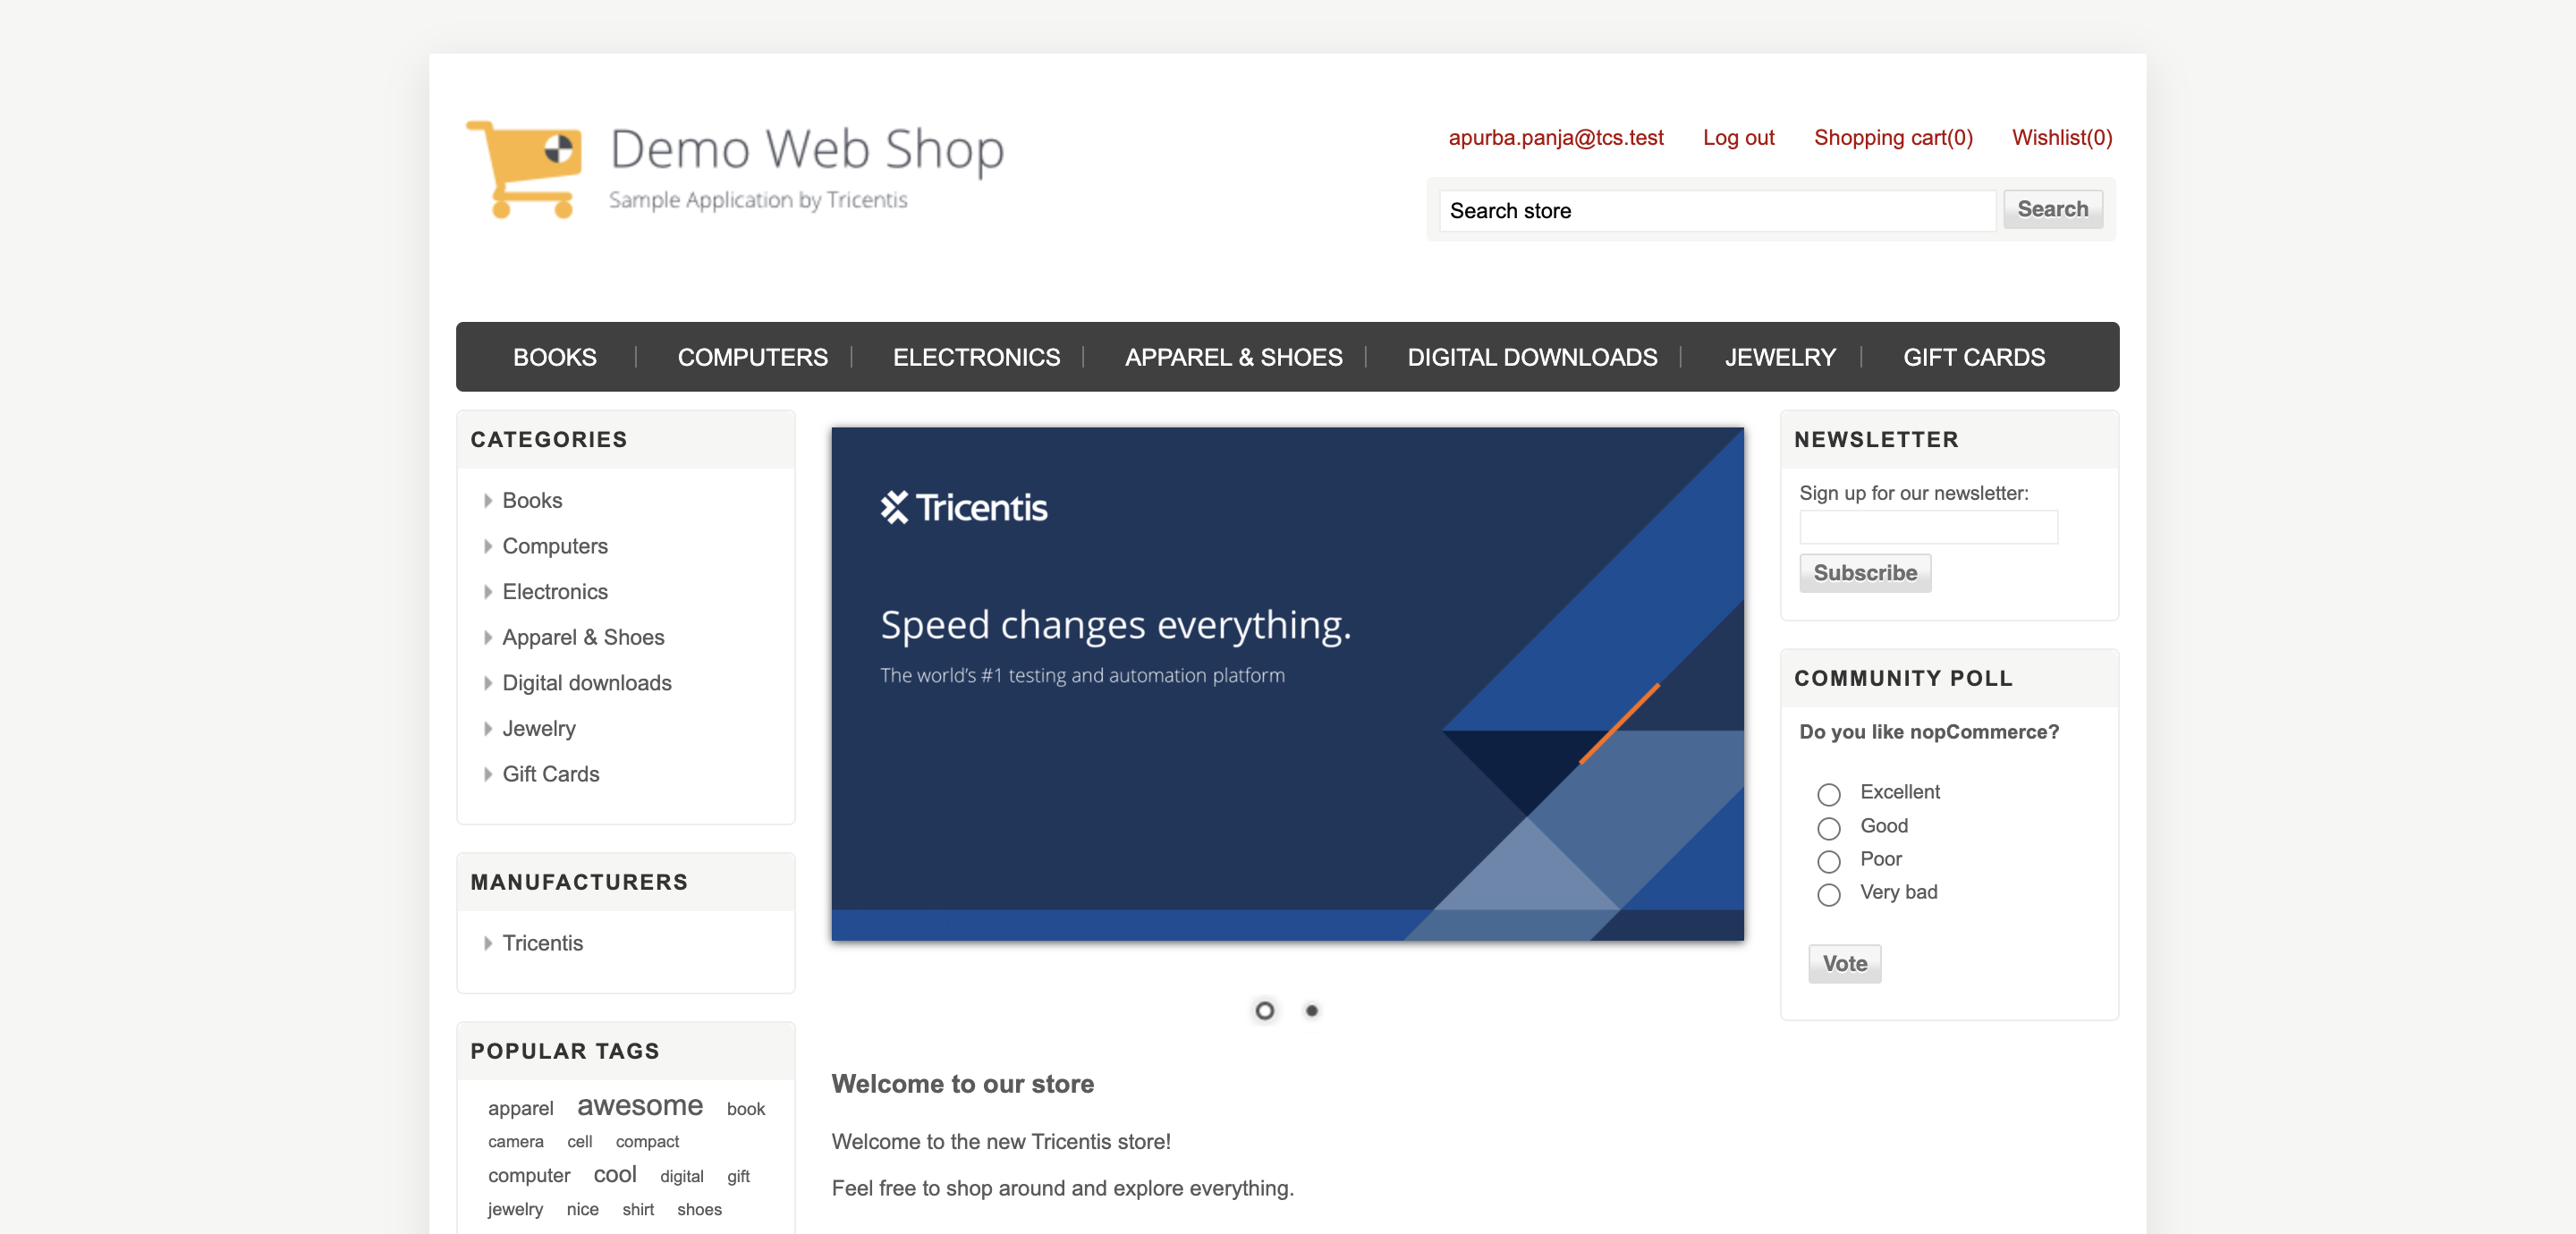 Demo Web Shop
Sample Application by Tricentis
apurba.panja@tcs.test Log out Shopping cart(0) Wishlist(0)
Search store Search
BOOKS COMPUTERS ELECTRONICS APPAREL & SHOES DIGITAL DOWNLOADS JEWELRY GIFT CARDS
CATEGORIES
Books
Computers
Electronics
Apparel & Shoes
Digital downloads
Jewelry
Gift Cards
MANUFACTURERS
Tricentis
POPULAR TAGS
apparel awesome book
camera cell compact
computer cool digital gift
jewelry nice shirt shoes
Tricentis
Speed changes everything.
The world's #1 testing and automation platform
Welcome to our store
Welcome to the new Tricentis store!
Feel free to shop around and explore everything.
NEWSLETTER
Sign up for our newsletter:
Subscribe
COMMUNITY POLL
Do you like nopCommerce?
Excellent
Good
Poor
Very bad
Vote